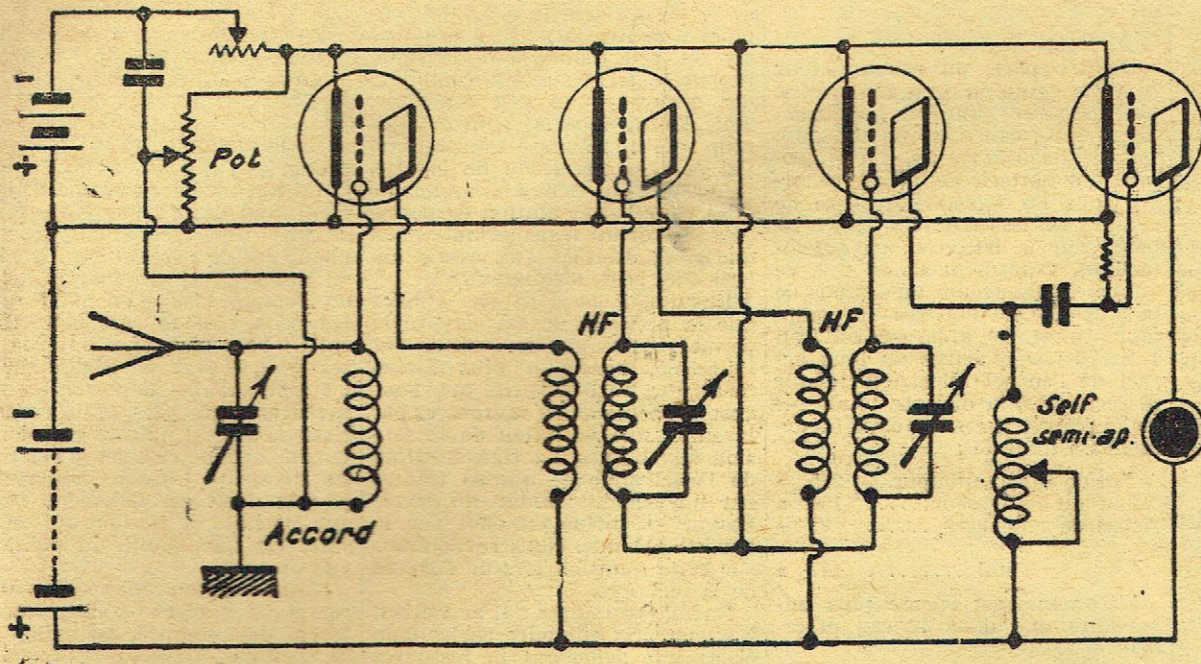 -
+
Pot
-
+
HF
HF
Accord
Self
semi-ap.